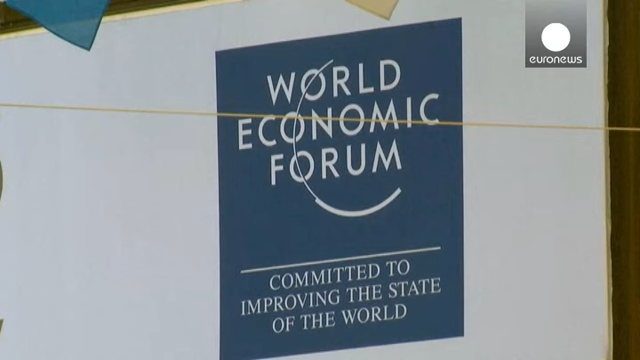 euronews
WORLD
ECONOMIC
FORUM
COMMITTED TO
IMPROVING THE STATE
OF THE WORLD